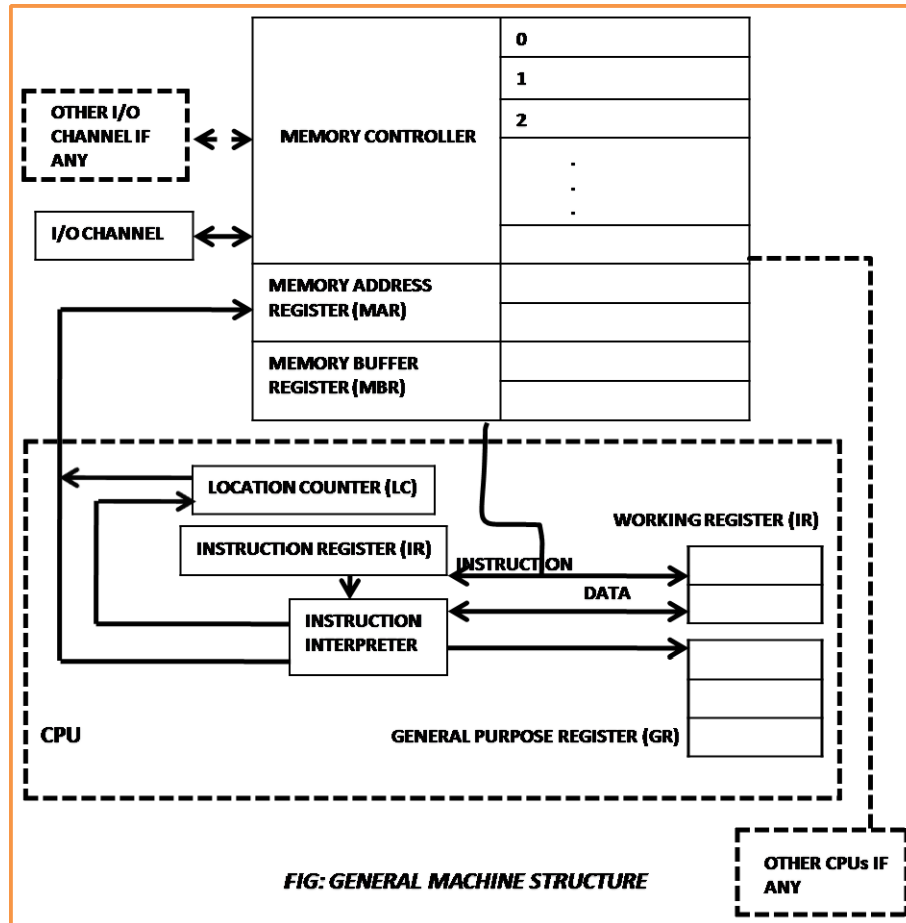 0
1
2
.
.
.
OTHER I/O
CHANNEL IF
ANY
MEMORY CONTROLLER
I/O CHANNEL
MEMORY ADDRESS
REGISTER (MAR)
MEMORY BUFFER
REGISTER (MBR)
LOCATION COUNTER (LC)
WORKING REGISTER (IR)
INSTRUCTION REGISTER (IR)
INSTRUCTION
DATA
INSTRUCTION
INTERPRETER
CPU
GENERAL PURPOSE REGISTER (GR)
OTHER CPUs IF
ANY
FIG: GENERAL MACHINE STRUCTURE